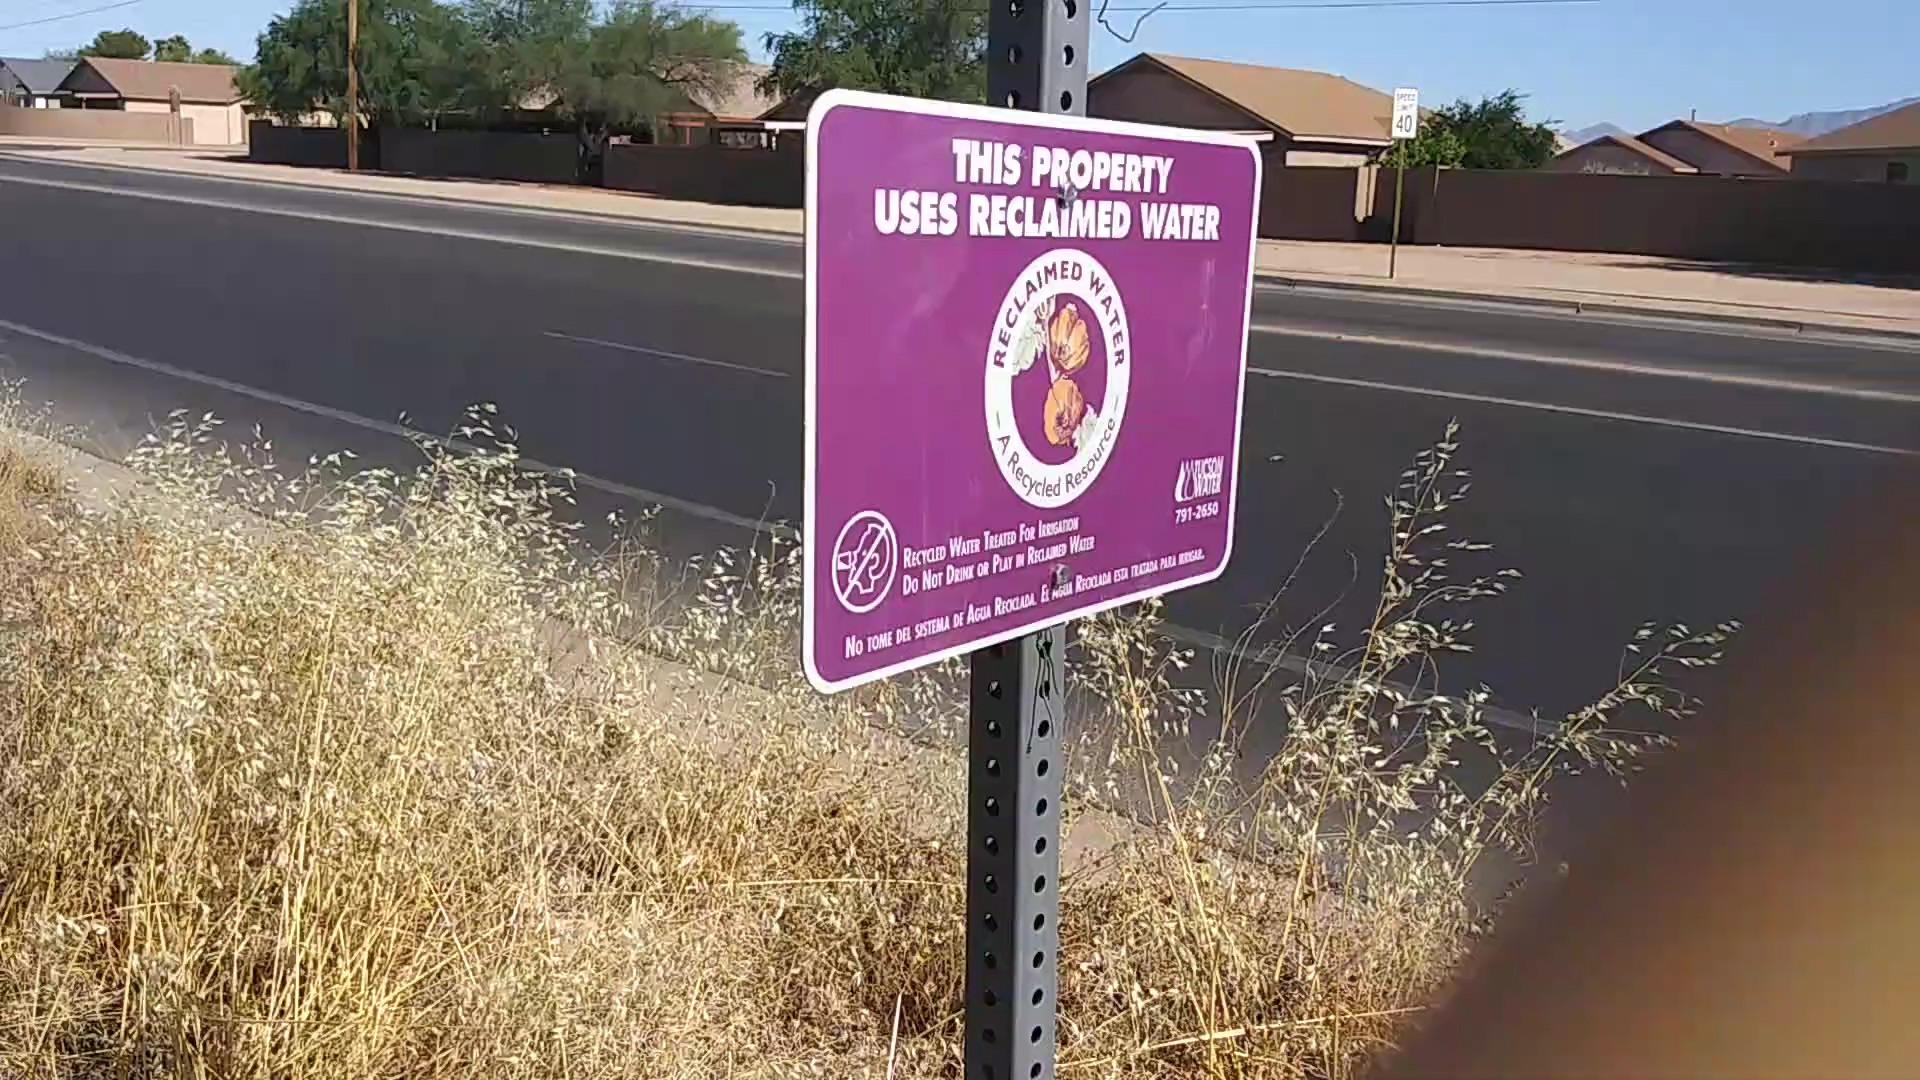 SPEED
LIMIT
40
THIS PROPERTY
USES RECLAIMED WATER
RECLAIMED WATER
A Recycled Resource
TUCSON
WATER
791-2650
RECYCLED WATER TREATED FOR IRRIGATION
DO NOT DRINK OR PLAY IN RECLAIMED WATER
NO TOME DEL SISTEMA DE AGUA RECICLADA. EL AGUA RECICLADA ESTA TRATADA PARA IRRIGAR.